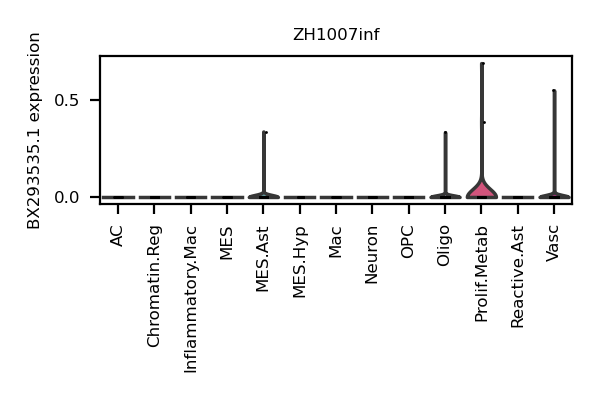 ZH1007inf
BX293535.1 expression
0.5
0.0
AC
Chromatin.Reg
Inflammatory.Mac
MES
MES.Ast
MES.Hyp
Mac
Neuron
OPC
Oligo
Prolif.Metab
Reactive.Ast
Vasc